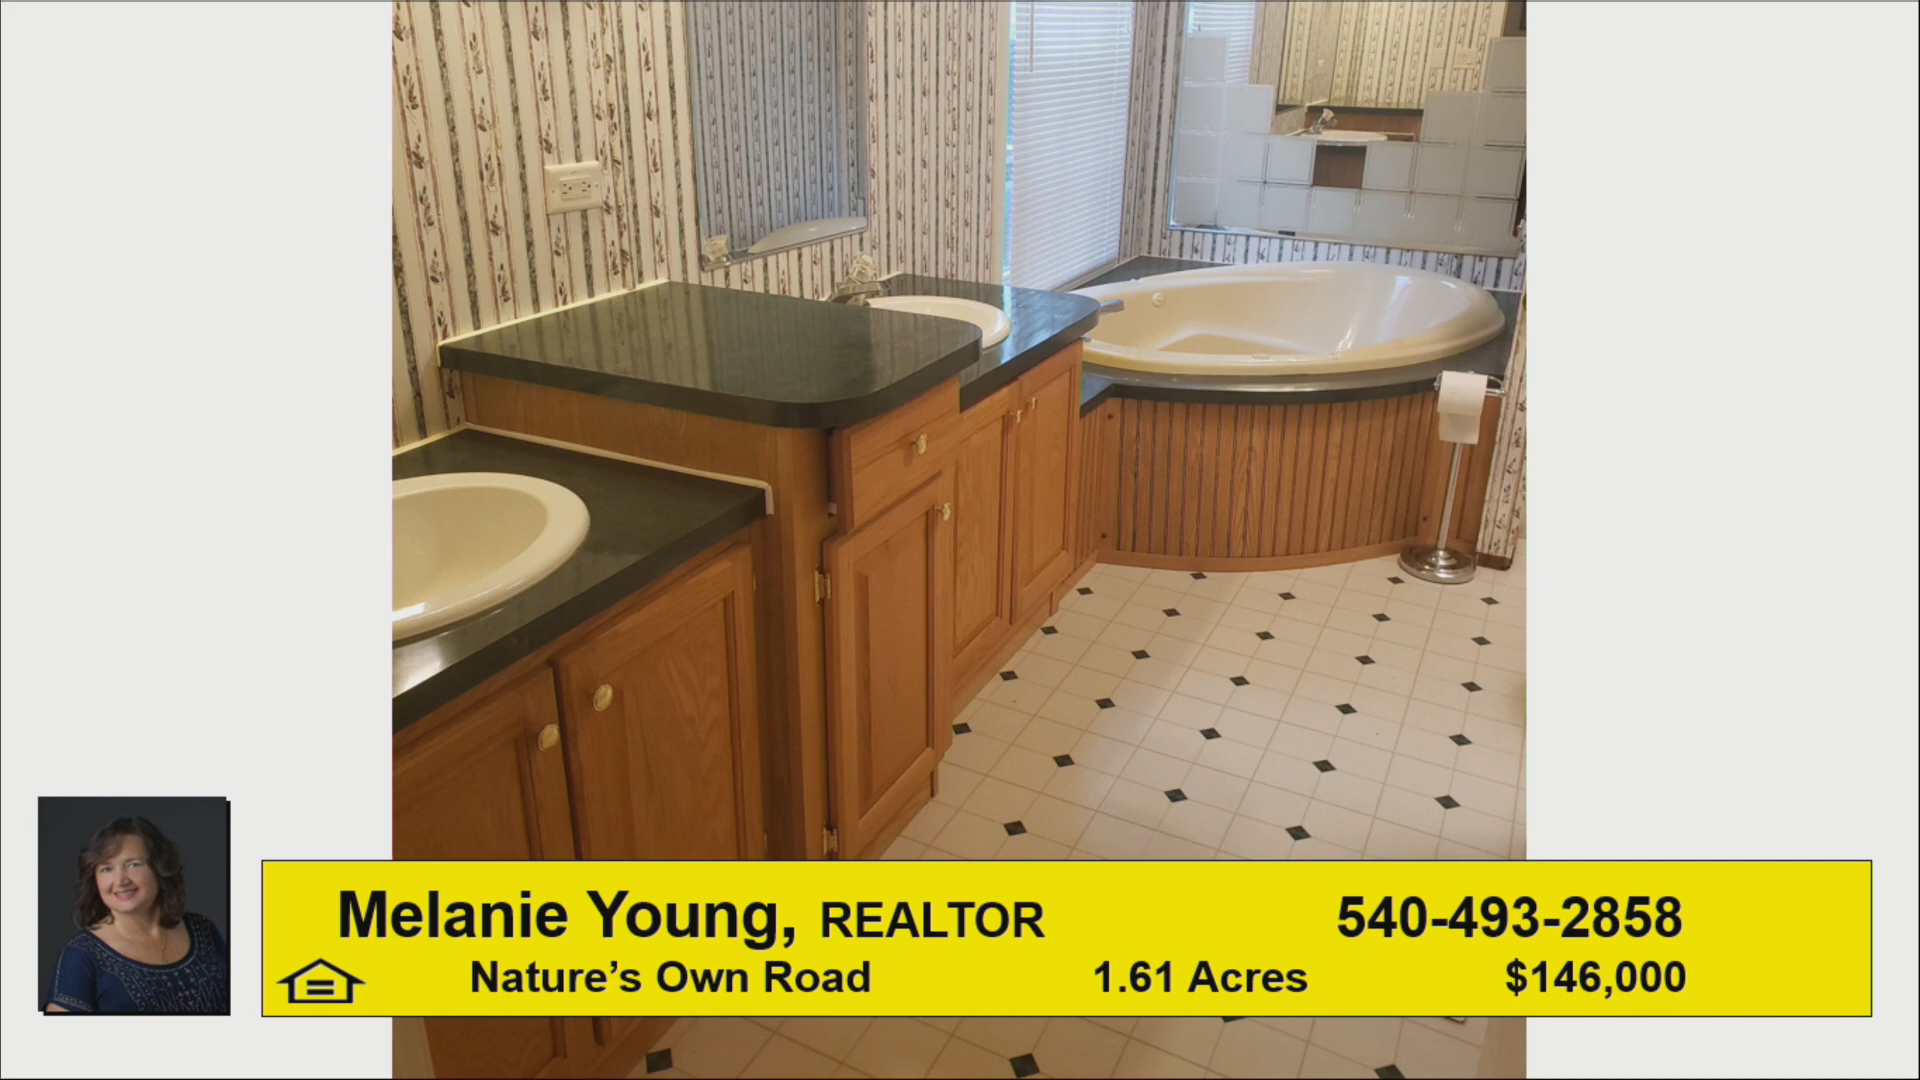 Melanie Young, REALTOR 540-493-2858
Nature's Own Road 1.61 Acres $146,000